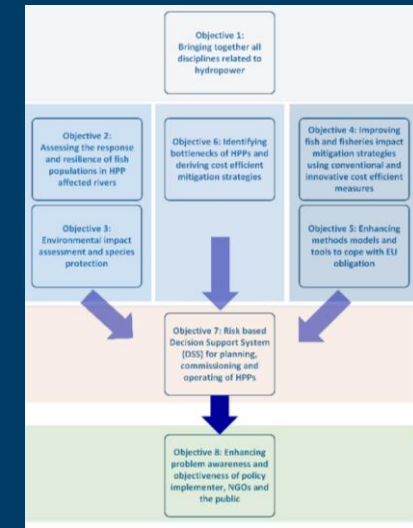 Objective 1:
Bringing together all
disciplines related to
hydropower
Objective 2:
Assessing the response
and resilience of fish
populations in HPP
affected rivers
Objective 6: Identifying
bottlenecks of HPPs and
deriving cost efficient
mitigation strategies
Objective 4: Improving
fish and fisheries impact
mitigation strategies
using conventional and
innovative cost efficient
measures
Objective 3:
Environmental impact
assessment and species
protection
Objective 5: Enhancing
methods models and
tools to cope with EU
obligation
Objective 7: Risk based
Decision Support System
(DSS) for planning,
commissioning and
operating of HPPs
Objective 8: Enhancing
problem awareness and
objectiveness of policy
implementer, NGOs and
the public